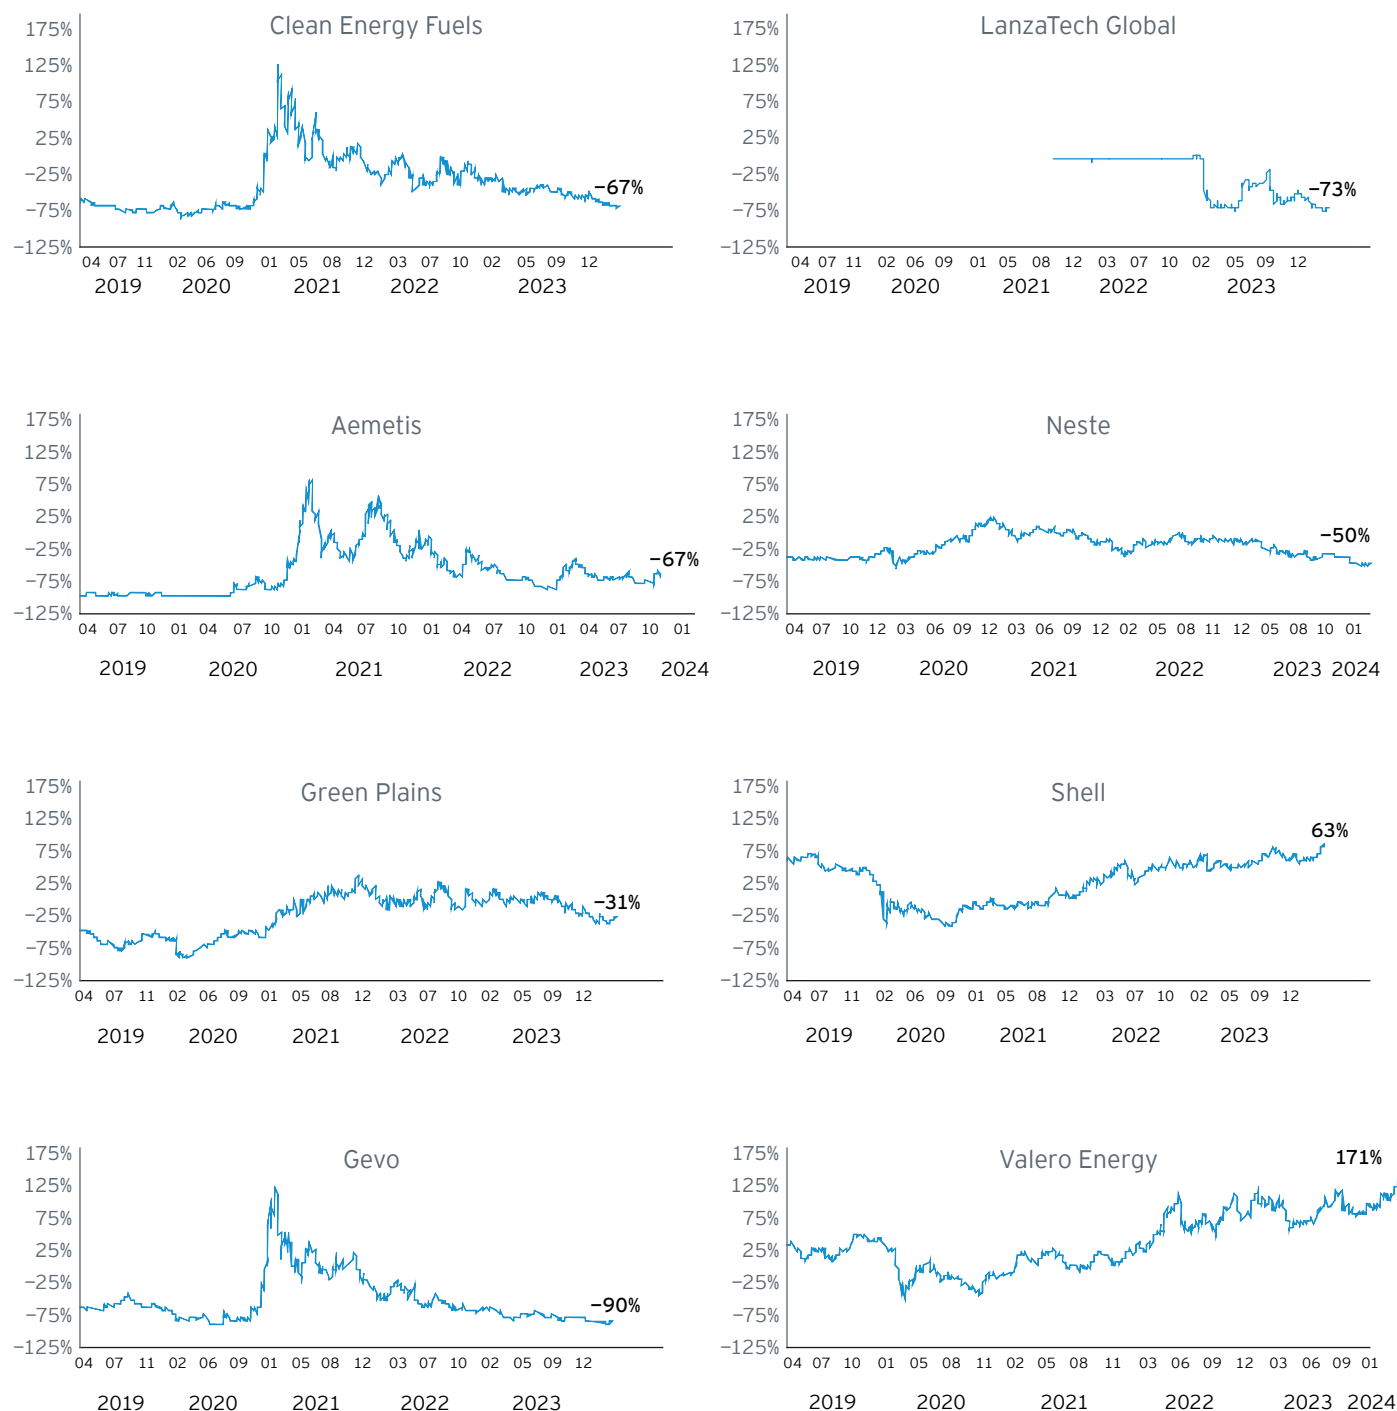 Clean Energy Fuels
175%
125%
75%
25%
−25%
−75%
−125%
−67%
04 07 11 02 06 09 01 05 08 12 03 07 10 02 05 09 12
2019 2020 2021 2022 2023
LanzaTech Global
175%
125%
75%
25%
−25%
−75%
−125%
−73%
04 07 11 02 06 09 01 05 08 12 03 07 10 02 05 09 12
2019 2020 2021 2022 2023
Aemetis
175%
125%
75%
25%
−25%
−75%
−125%
−67%
04 07 10 01 04 07 10 01 04 07 10 01 04 07 10 01 04 07 10 01
2019 2020 2021 2022 2023 2024
Neste
175%
125%
75%
25%
−25%
−75%
−125%
−50%
04 07 10 12 03 06 09 12 03 06 09 12 02 05 08 11 12 05 08 10 01
2019 2020 2021 2022 2023 2024
Green Plains
175%
125%
75%
25%
−25%
−75%
−125%
−31%
04 07 11 02 06 09 01 05 08 12 03 07 10 02 05 09 12
2019 2020 2021 2022 2023
Shell
175%
125%
75%
25%
−25%
−75%
−125%
63%
04 07 11 02 06 09 01 05 08 12 03 07 10 02 05 09 12
2019 2020 2021 2022 2023
Gevo
175%
125%
75%
25%
−25%
−75%
−125%
−90%
04 07 11 02 06 09 01 05 08 12 03 07 10 02 05 09 12
2019 2020 2021 2022 2023
Valero Energy
175%
125%
75%
25%
−25%
−75%
−125%
171%
04 07 10 01 05 08 11 02 05 08 11 03 06 09 12 03 06 09 01
2019 2020 2021 2022 2023 2024